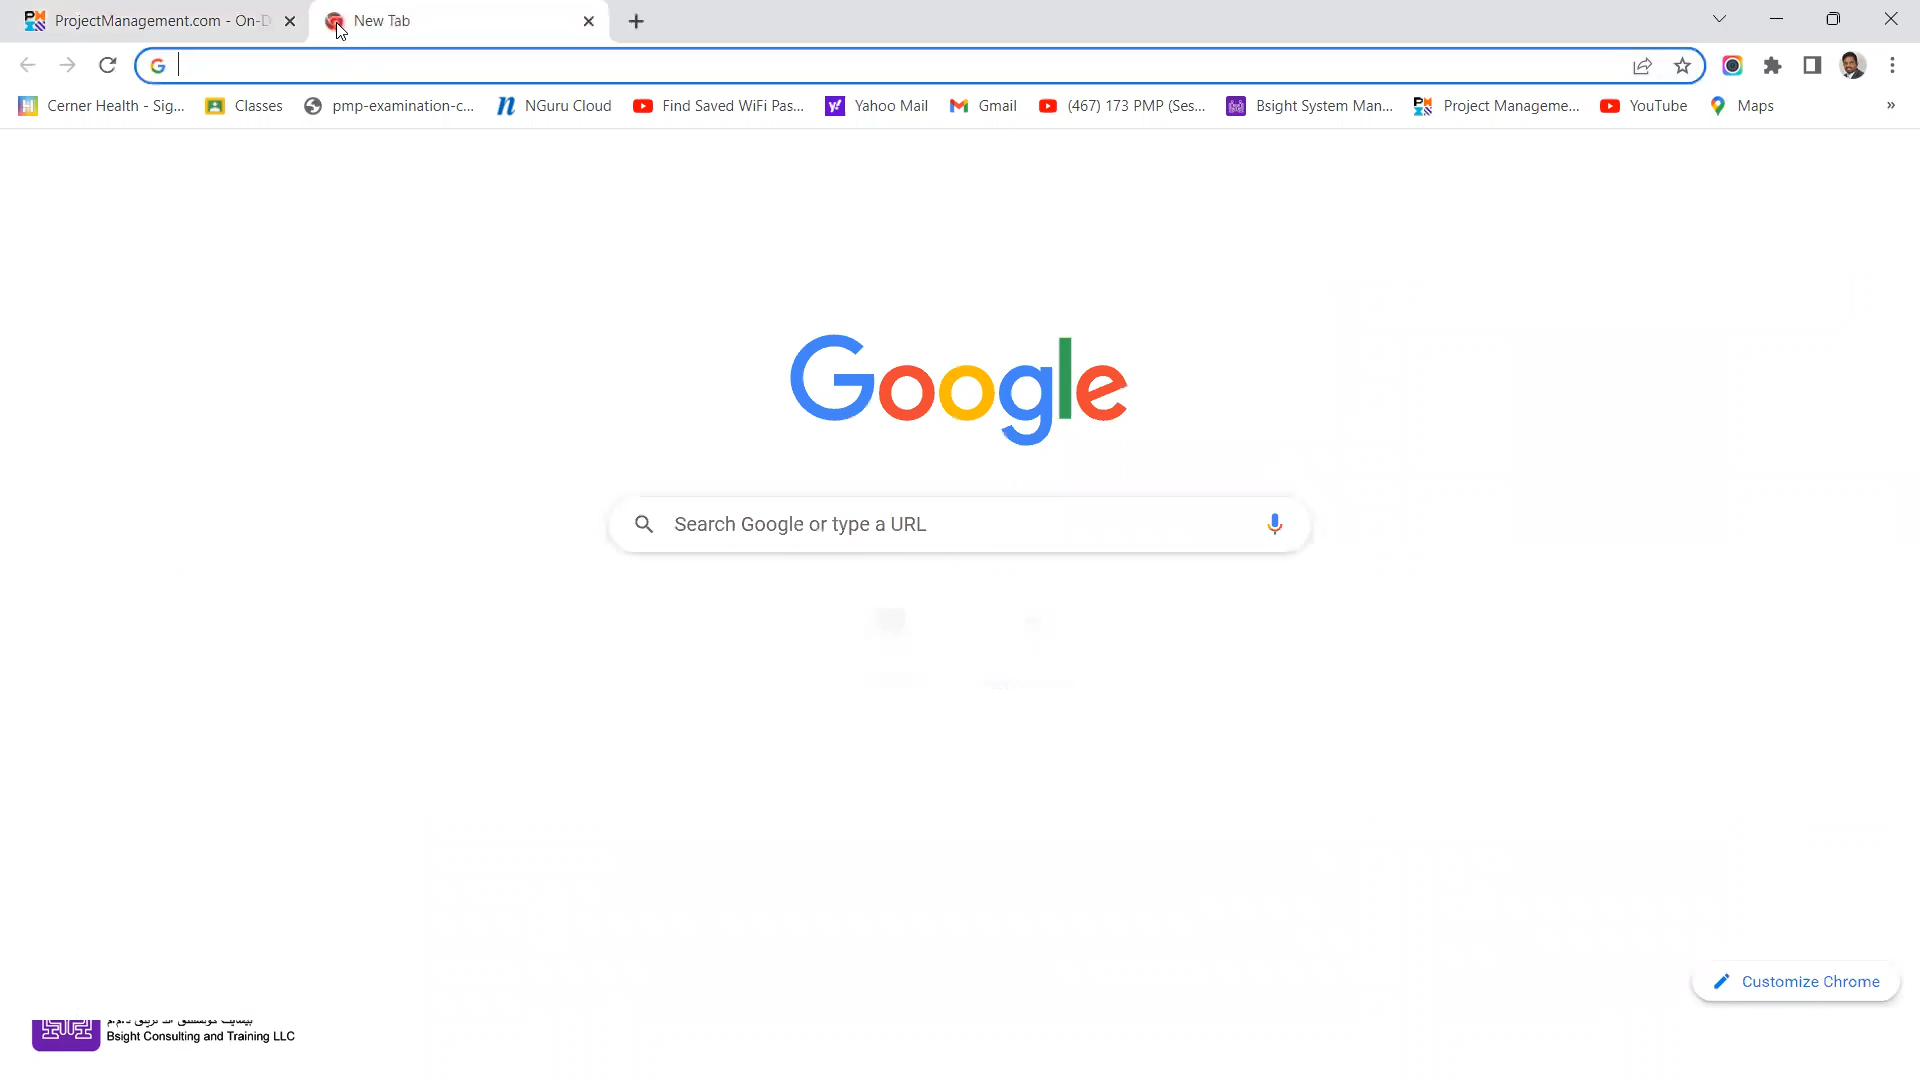 ProjectManagement.com - On-D
New Tab
Cerner Health - Sig...
Classes
pmp-examination-c...
NGuru Cloud
Find Saved WiFi Pas...
Yahoo Mail
Gmail
(467) 173 PMP (Ses...
Bsight System Man...
Project Manageme...
YouTube
Maps
»
Google
Search Google or type a URL
Customize Chrome
Bsight Consulting and Training LLC